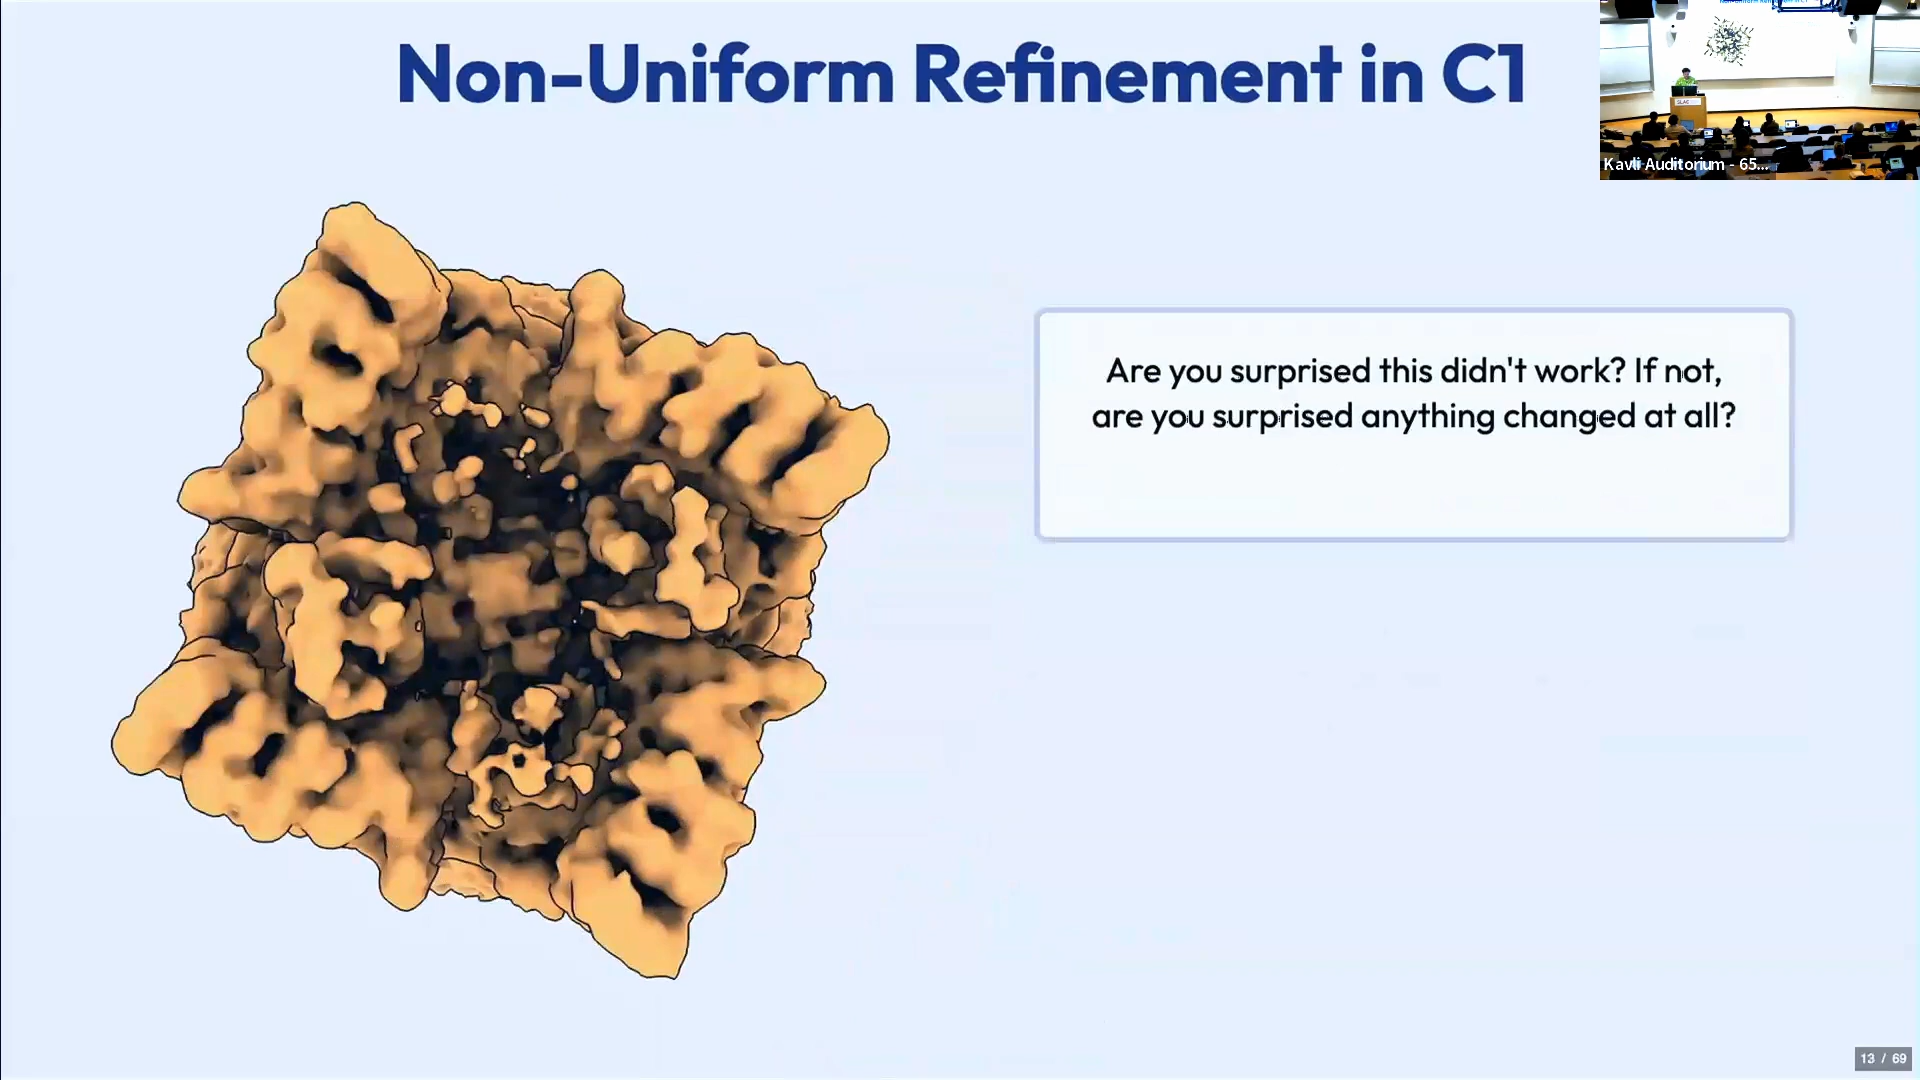 Non-Uniform Refinement in C1
Kavli Auditorium - 65...
SLAC
Are you surprised this didn't work? If not,
are you surprised anything changed at all?
13 / 69